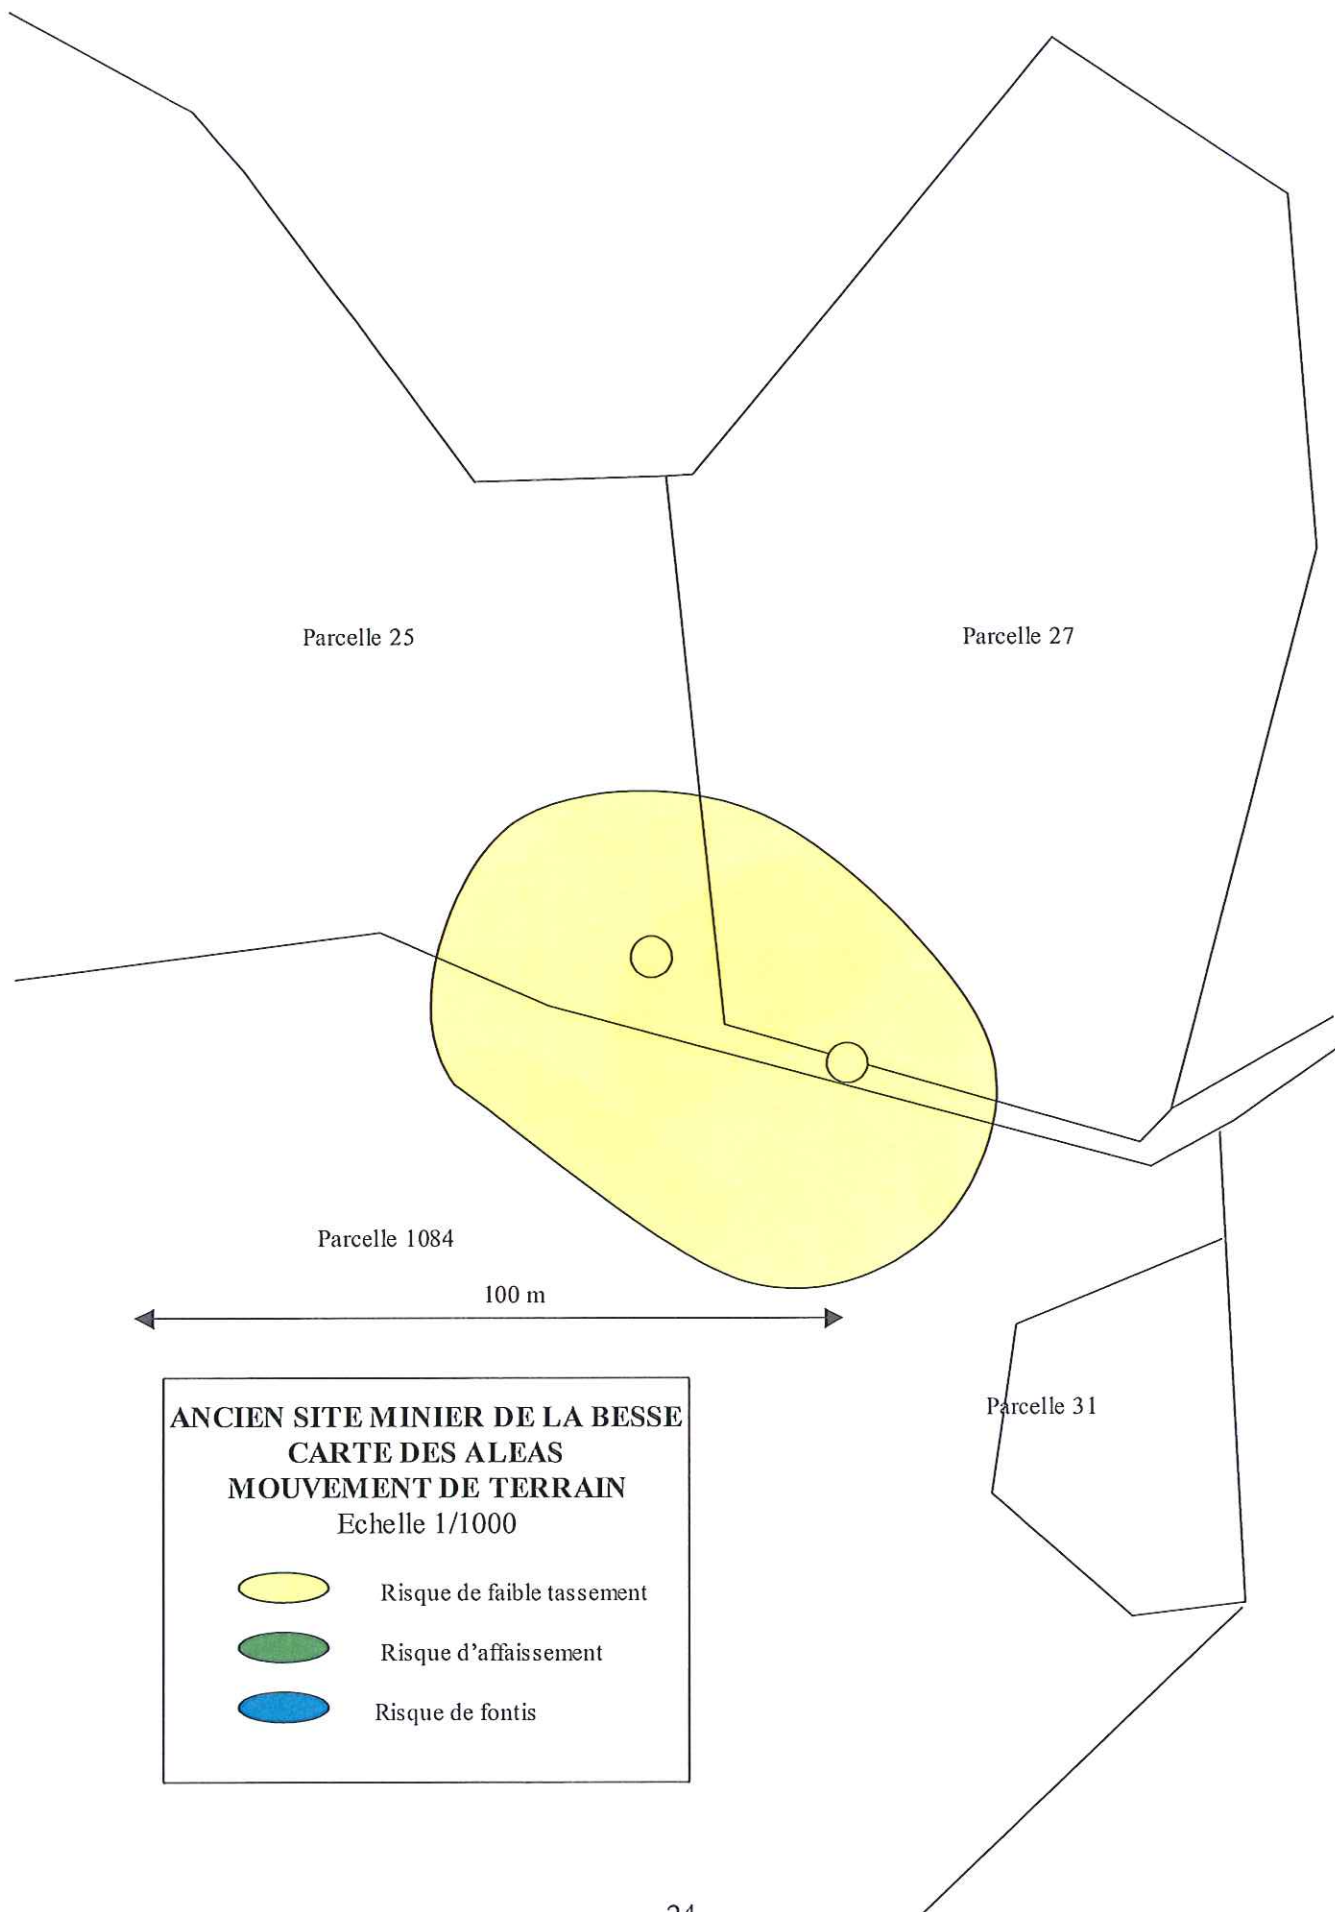 Parcelle 25
Parcelle 27
Parcelle 1084
100 m
Parcelle 31
ANCIEN SITE MINIER DE LA BESSE
CARTE DES ALEAS
MOUVEMENT DE TERRAIN
Echelle 1/1000
Risque de faible tassement
Risque d'affaissement
Risque de fontis